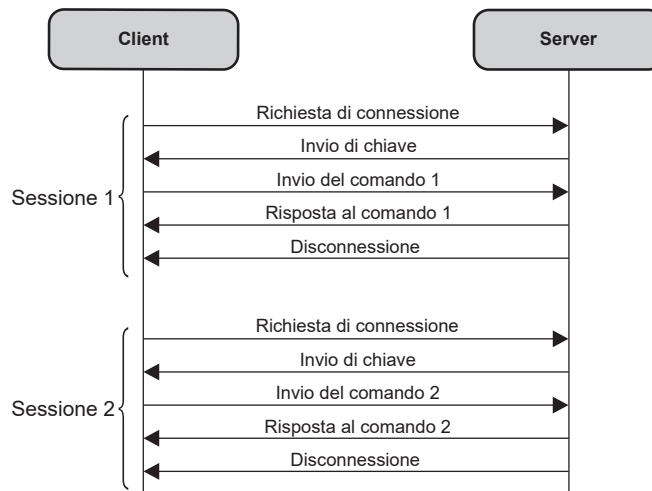 Client
Server
Richiesta di connessione
Invio di chiave
Invio del comando 1
Sessione 1
Risposta al comando 1
Disconnessione
Richiesta di connessione
Invio di chiave
Invio del comando 2
Sessione 2
Risposta al comando 2
Disconnessione